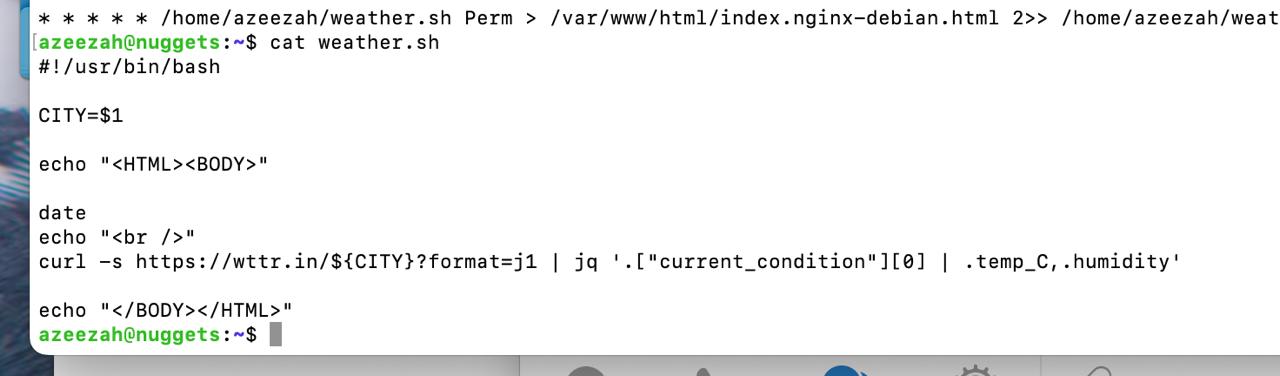 * * * * * /home/azeezah/weather.sh Perm > /var/www/html/index.nginx-debian.html 2>> /home/azeezah/weat
[azeezah@nuggets:~$ cat weather.sh
#!/usr/bin/bash
CITY=$1
echo "<HTML><BODY>"
date
echo "<br />"
curl -s https://wttr.in/${CITY}?format=j1 | jq '.["current_condition"][0] | .temp_C,.humidity'
echo "</BODY></HTML>"
azeezah@nuggets:~$